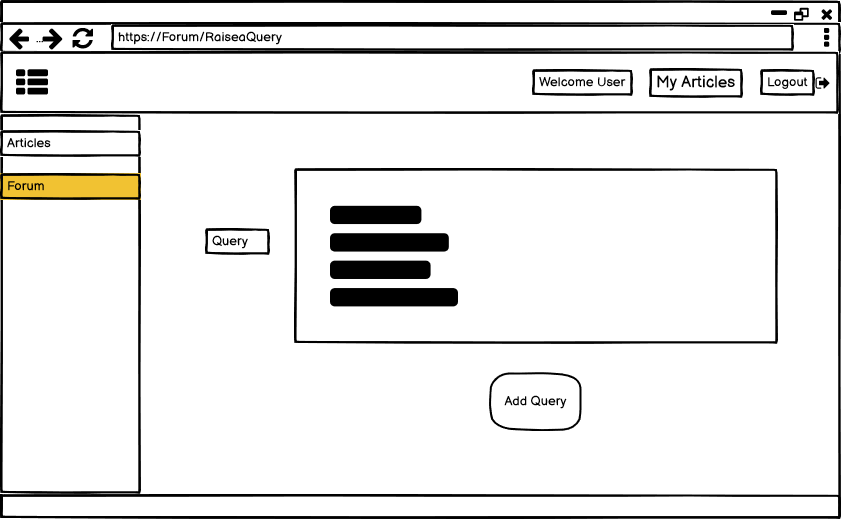 https://Forum/RaiseaQuery
Welcome User
My Articles
Logout
Articles
Forum
Query
Add Query